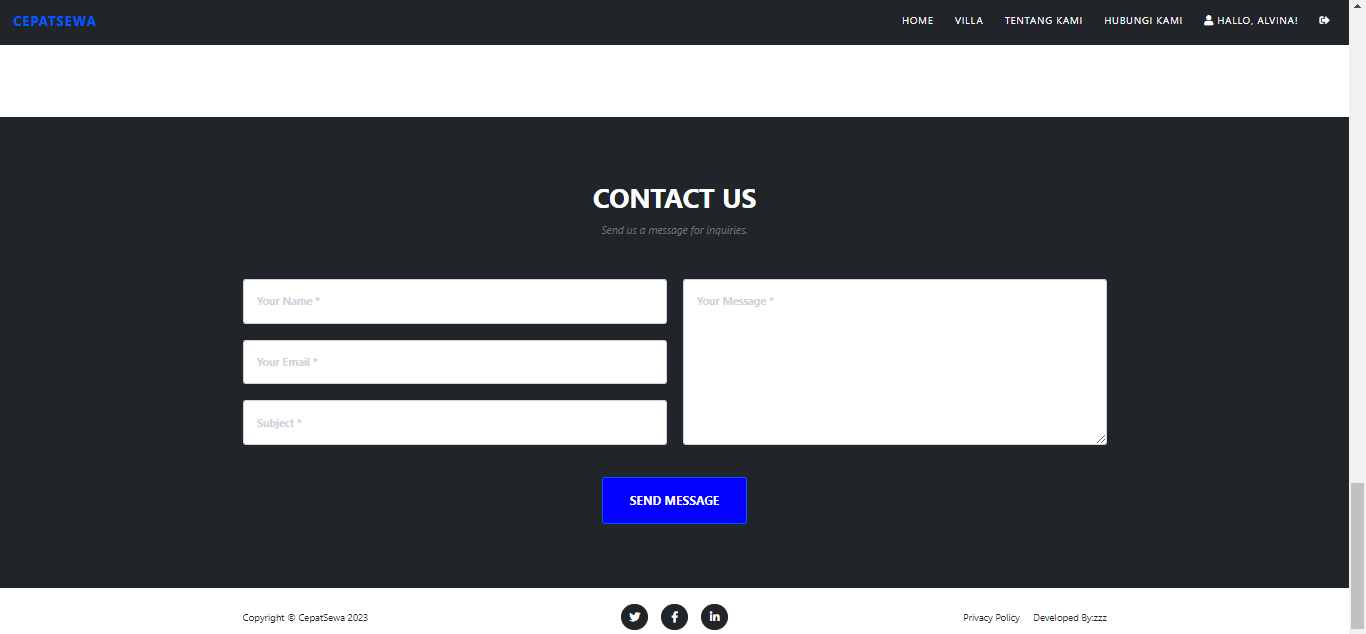 CEPATSEWA
HOME VILLA TENTANG KAMI HUBUNGI KAMI HALLO, ALVINA!
CONTACT US
Send us a message for inquiries.
Your Name *
Your Email *
Subject *
Your Message *
SEND MESSAGE
Copyright © CepatSewa 2023
Privacy Policy Developed By:zzz